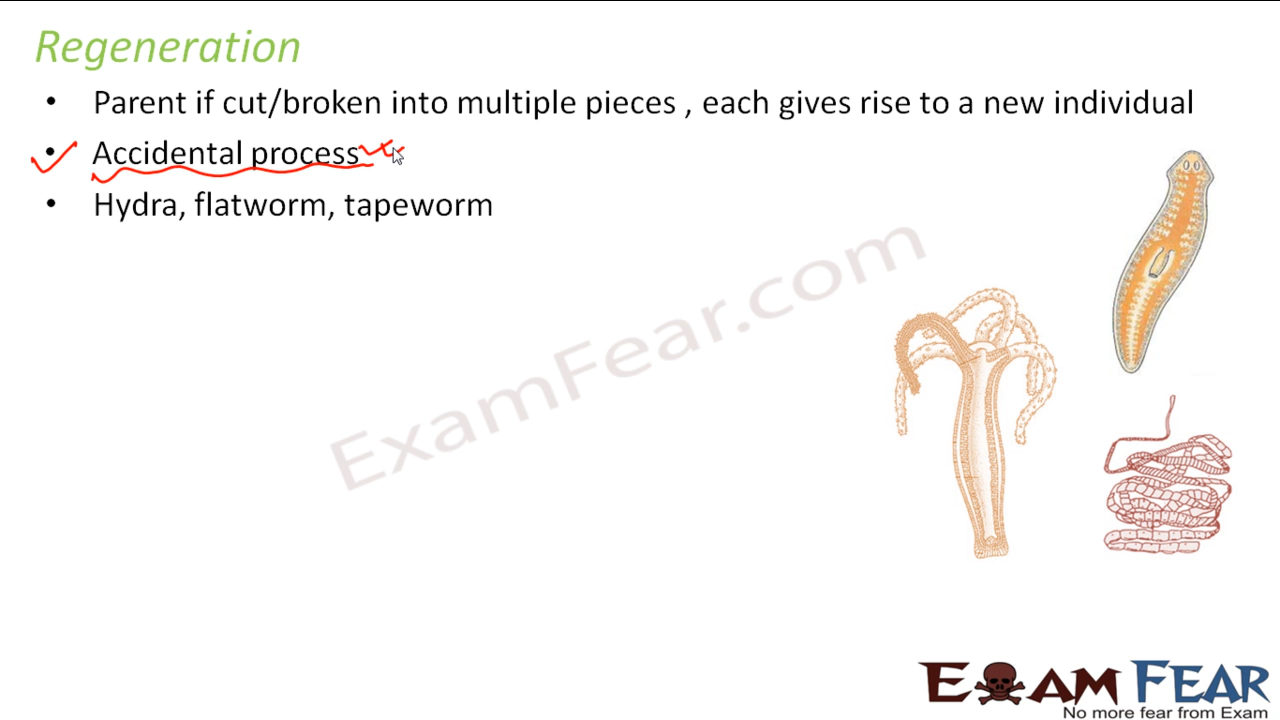 Regeneration
• Parent if cut/broken into multiple pieces , each gives rise to a new individual
• Accidental process
• Hydra, flatworm, tapeworm
ExamFear.com
EXAM FEAR
No more fear from Exam